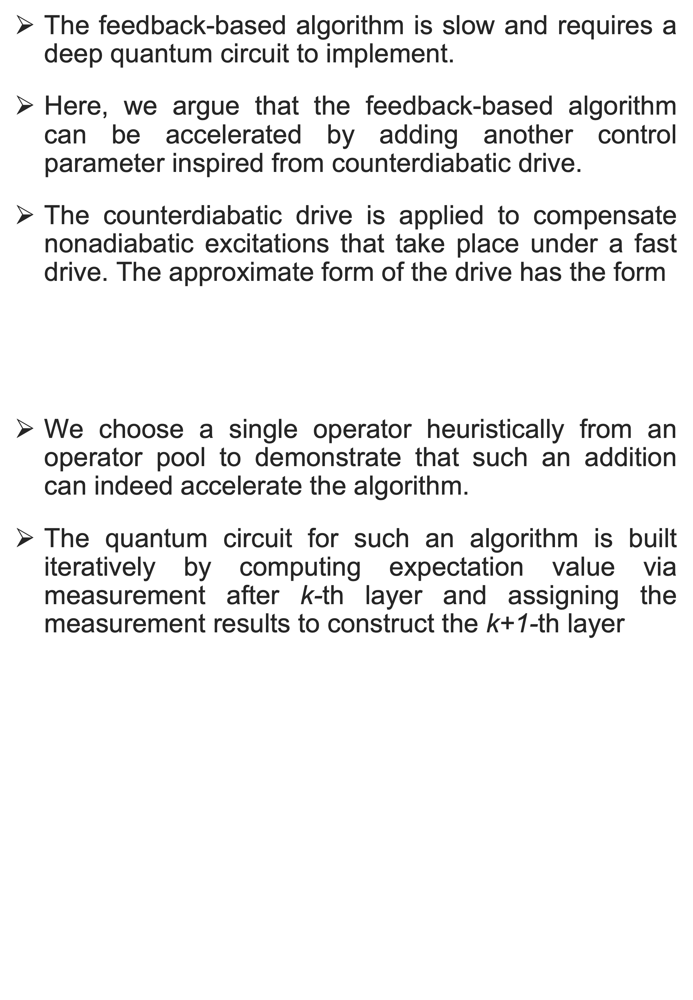 ➢ The feedback-based algorithm is slow and requires a
deep quantum circuit to implement.
➢ Here, we argue that the feedback-based algorithm
can be accelerated by adding another control
parameter inspired from counterdiabatic drive.
➢ The counterdiabatic drive is applied to compensate
nonadiabatic excitations that take place under a fast
drive. The approximate form of the drive has the form
➢ We choose a single operator heuristically from an
operator pool to demonstrate that such an addition
can indeed accelerate the algorithm.
➢ The quantum circuit for such an algorithm is built
iteratively by computing expectation value via
measurement after k-th layer and assigning the
measurement results to construct the k+1-th layer